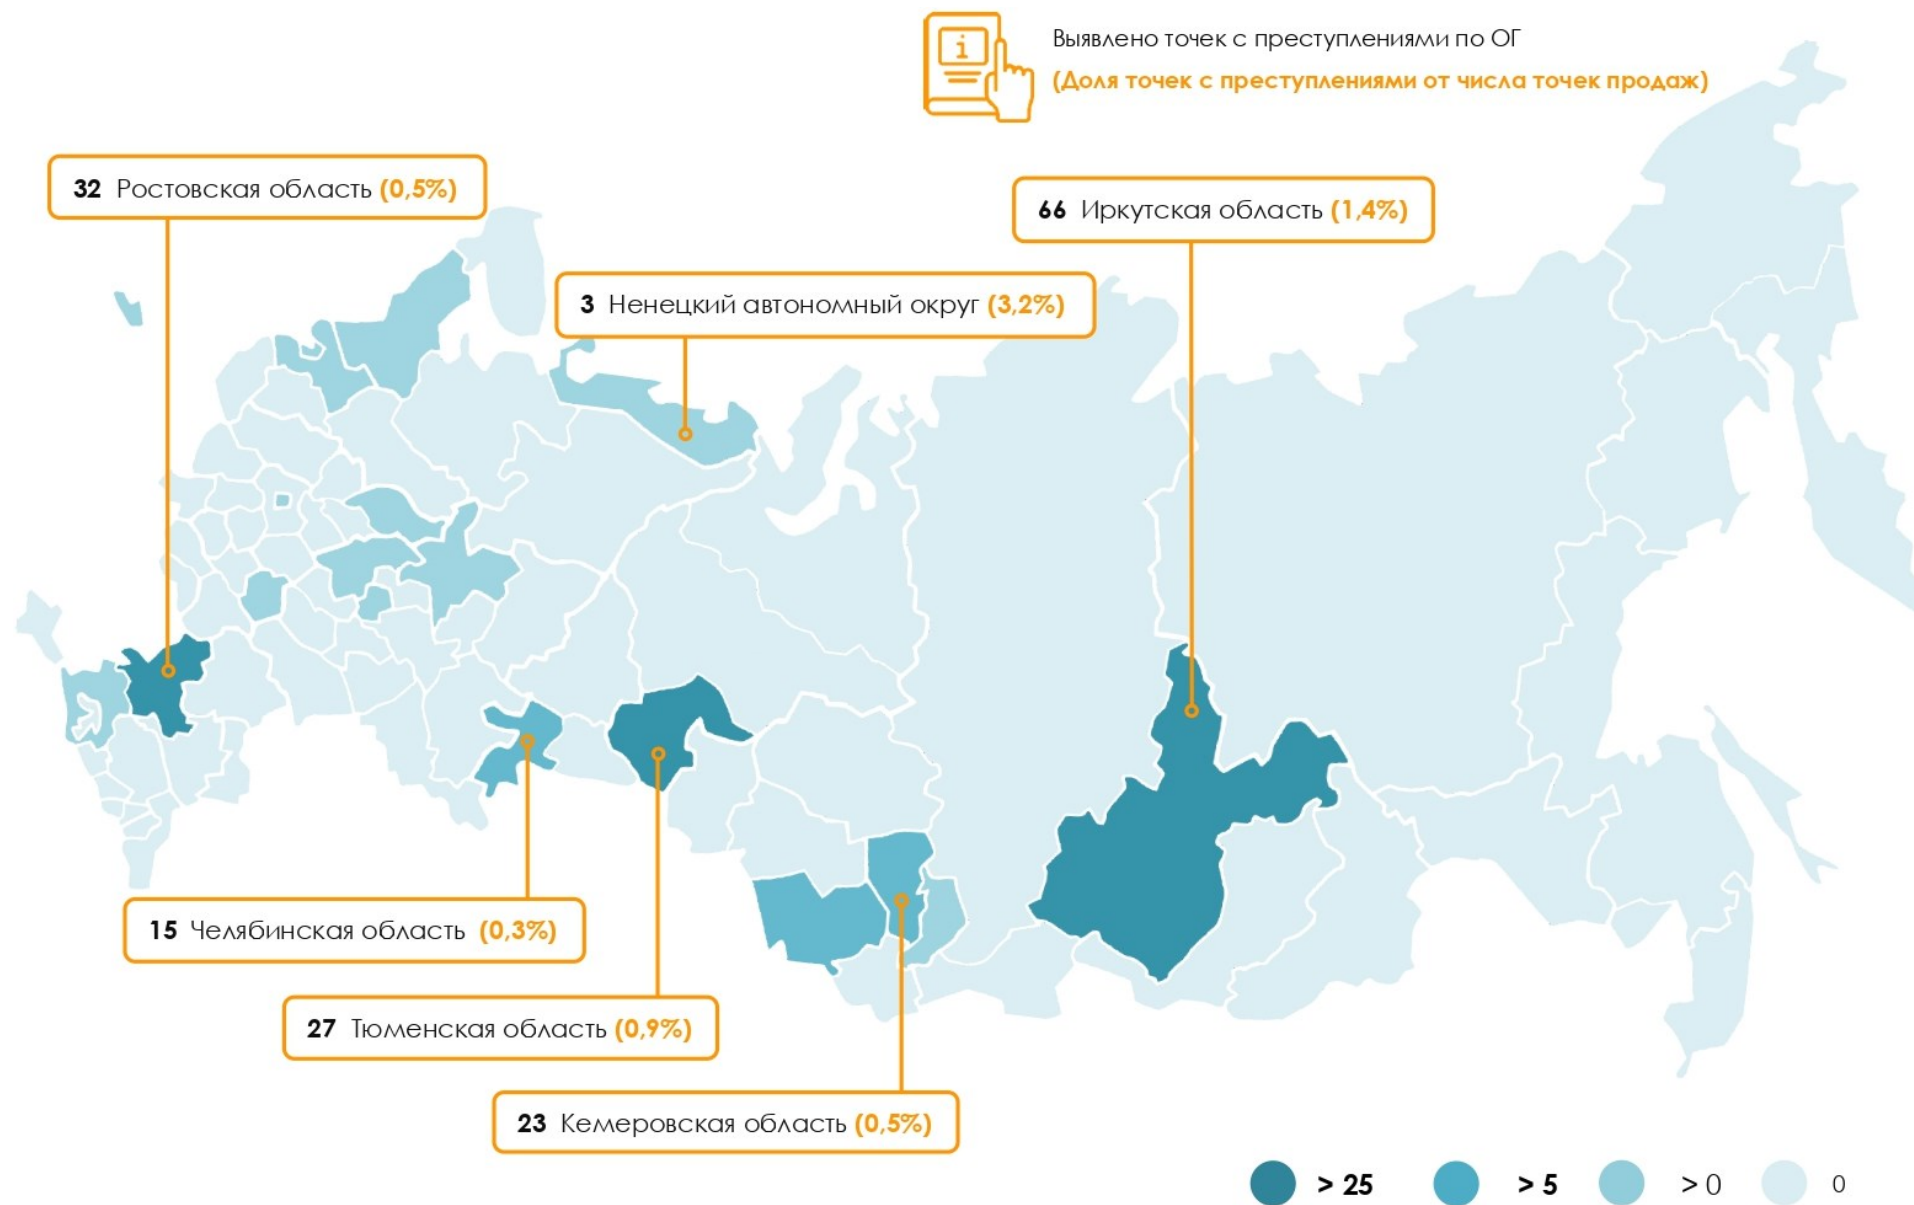 Выявлено точек с преступлениями по ОГ
(Доля точек с преступлениями от числа точек продаж)
32 Ростовская область (0,5%)
66 Иркутская область (1,4%)
3 Ненецкий автономный округ (3,2%)
15 Челябинская область (0,3%)
27 Тюменская область (0,9%)
23 Кемеровская область (0,5%)
> 25 > 5 > 0 0